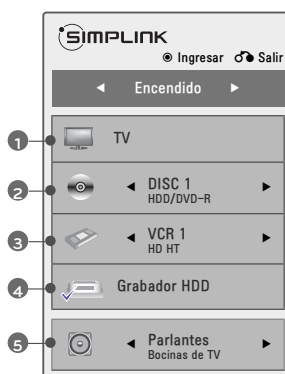 SIMPLINK
Ingresar Salir
◄ Encendido ►
1 TV
2 ◄ DISC 1 ►
HDD/DVD-R
3 ◄ VCR 1 ►
HD HT
4 Grabador HDD
5 ◄ Parlantes ►
Bocinas de TV